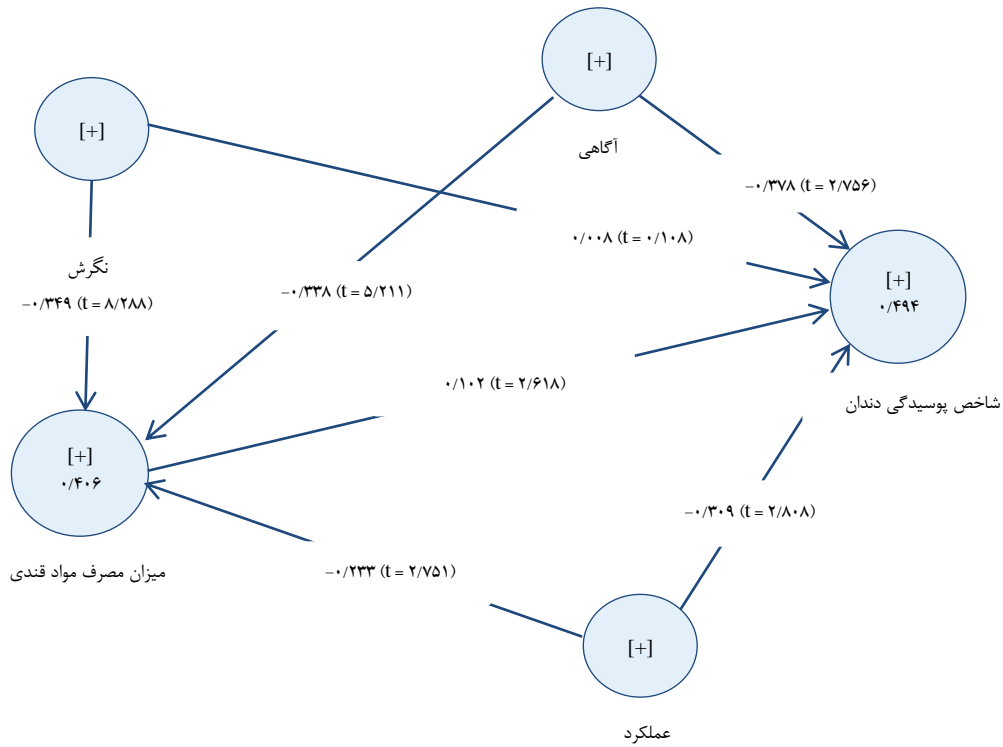 [+]
آگاهی
[+]
نگرش
−۰/۳۴۹ (t = ۸/۲۸۸)
−۰/۳۷۸ (t = ۲/۷۵۶)
۰/۰۰۸ (t = ۰/۱۰۸)
−۰/۳۳۸ (t = ۵/۲۱۱)
[+]
۰/۴۹۴
شاخص پوسیدگی دندان
۰/۱۰۲ (t = ۲/۶۱۸)
[+]
۰/۴۰۶
میزان مصرف مواد قندی
−۰/۳۰۹ (t = ۲/۸۰۸)
−۰/۲۳۳ (t = ۲/۷۵۱)
[+]
عملکرد